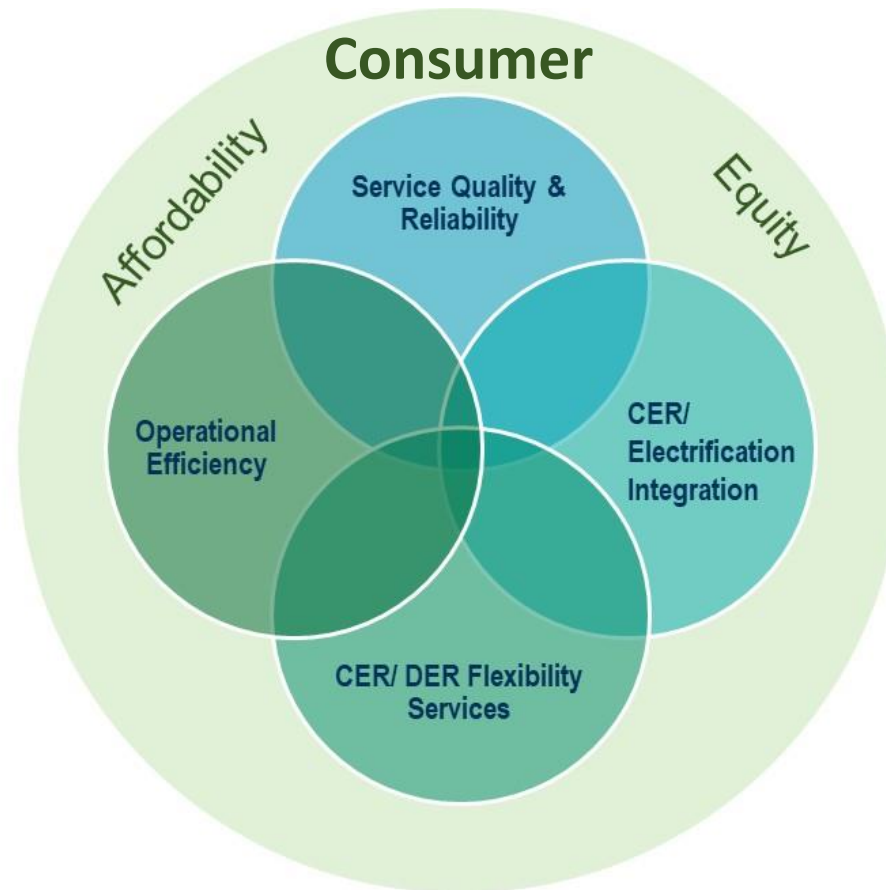 Consumer
Affordability
Equity
Service Quality &
Reliability
Operational
Efficiency
CER/
Electrification
Integration
CER/ DER Flexibility
Services